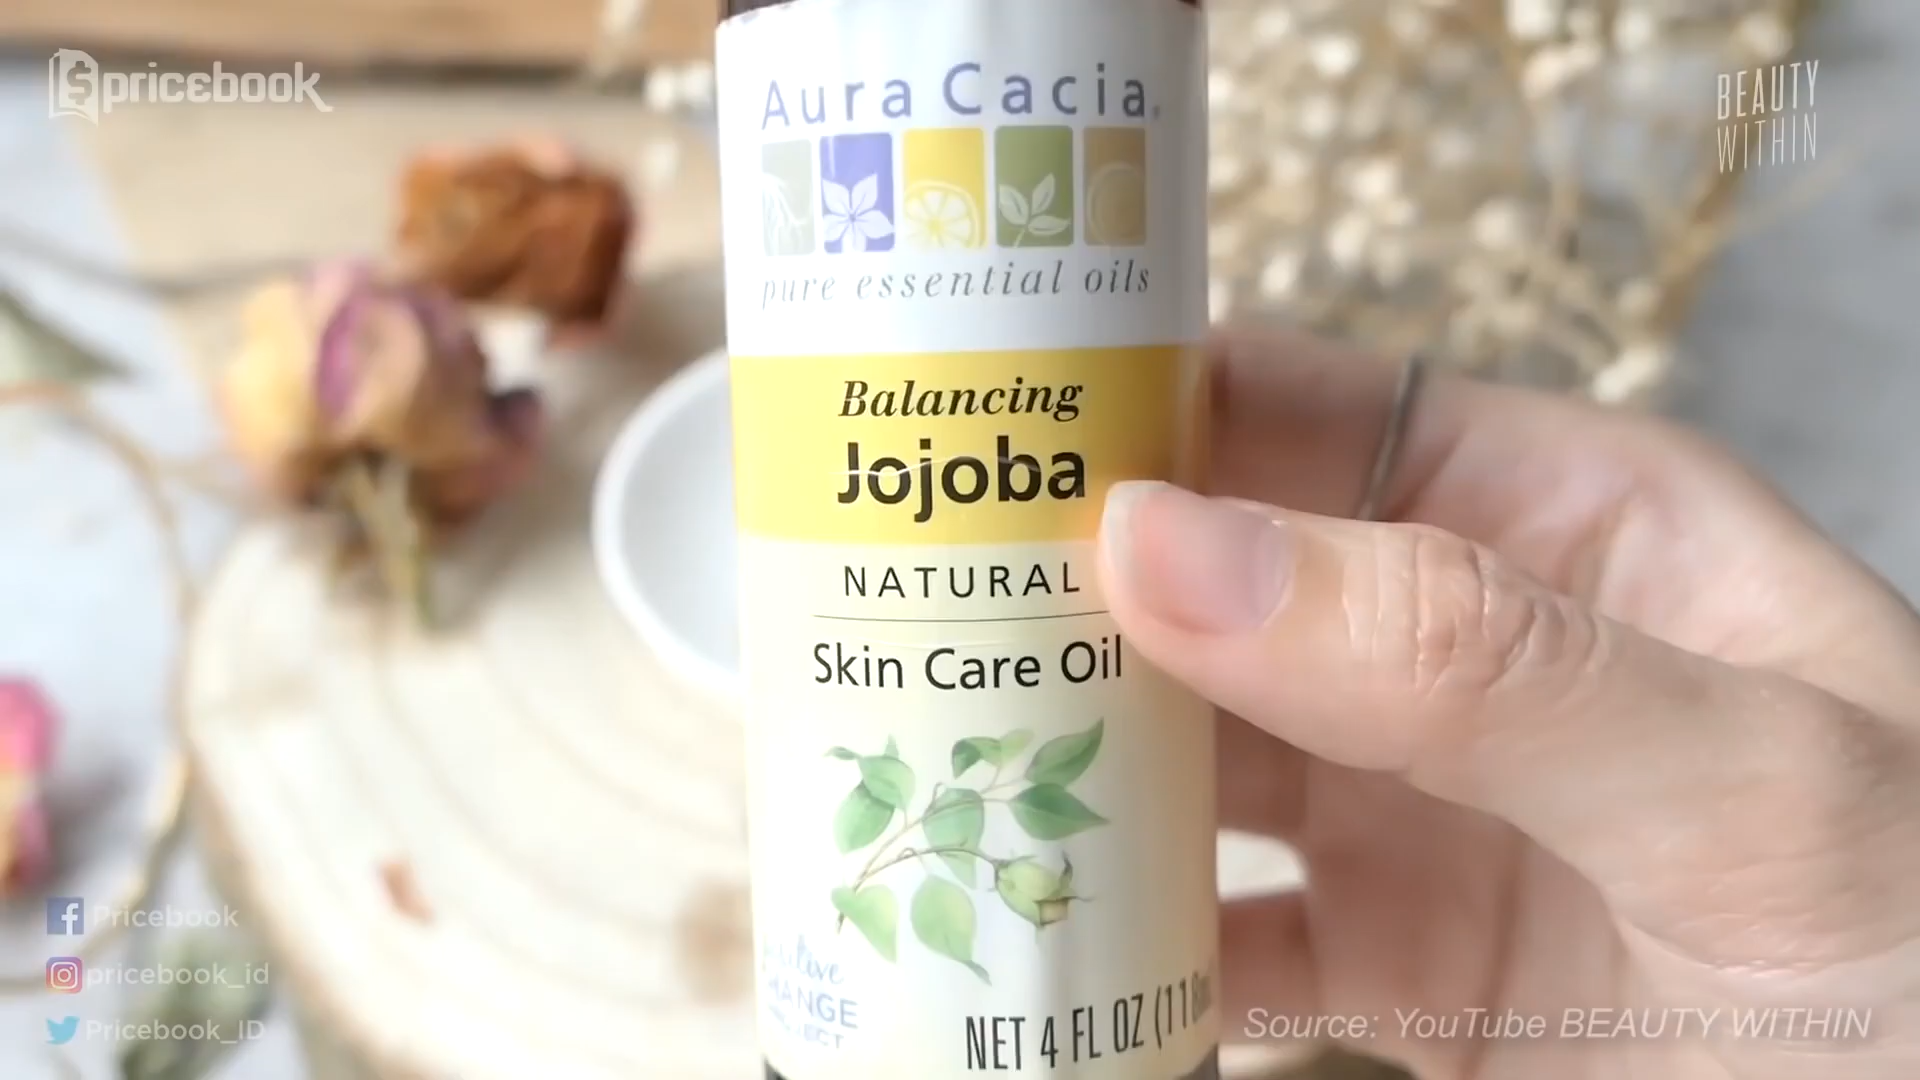 pricebook
BEAUTY
WITHIN
Aura Cacia
pure essential oils
Balancing
Jojoba
NATURAL
Skin Care Oil
NET 4 FL OZ (118
Pricebook
pricebook_id
Pricebook_ID
Source: YouTube BEAUTY WITHIN